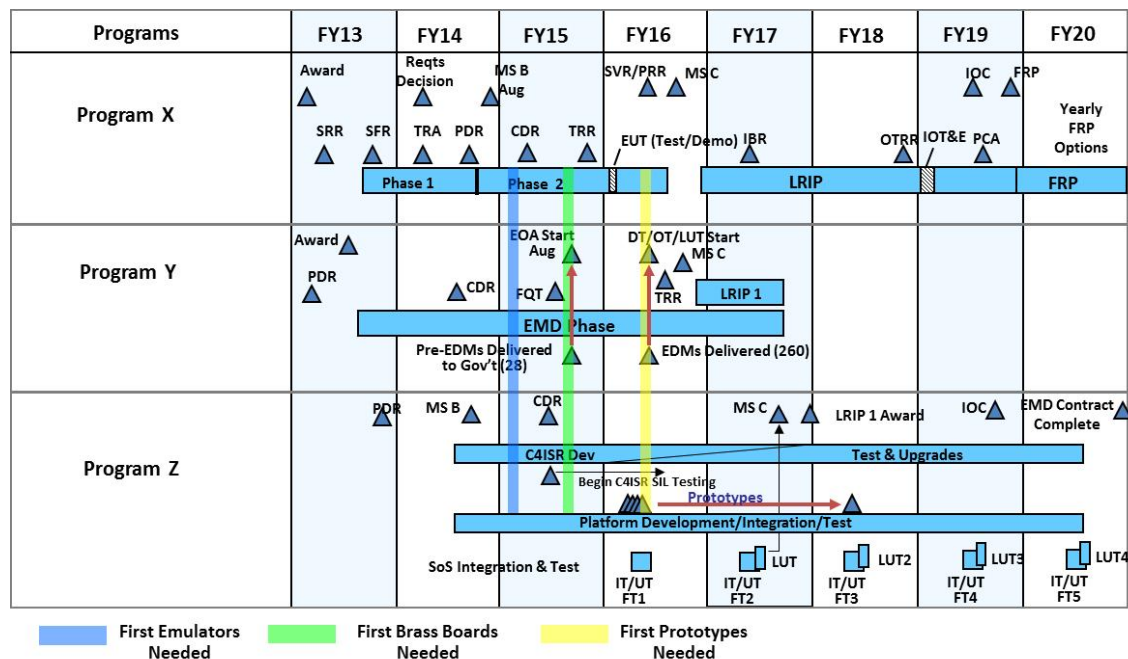 Programs
FY13
FY14
FY15
FY16
FY17
FY18
FY19
FY20
Program X
Award
Reqts
Decision
MS B
Aug
SVR/PRR
MS C
IOC
FRP
Yearly
FRP
Options
SRR
SFR
TRA
PDR
CDR
TRR
EUT (Test/Demo)
IBR
OTRR
IOT&E
PCA
Phase 1
Phase 2
LRIP
FRP
Program Y
Award
EOA Start
Aug
DT/OT/LUT Start
MS C
PDR
CDR
FQT
TRR
LRIP 1
EMD Phase
Pre-EDMs Delivered
to Gov't (28)
EDMs Delivered (260)
Program Z
PDR
MS B
CDR
MS C
LRIP 1 Award
IOC
EMD Contract
Complete
C4ISR Dev
Test & Upgrades
Begin C4ISR SIL Testing
Prototypes
Platform Development/Integration/Test
SoS Integration & Test
LUT
LUT2
LUT3
LUT4
IT/UT
FT1
IT/UT
FT2
IT/UT
FT3
IT/UT
FT4
IT/UT
FT5
First Emulators
Needed
First Brass Boards
Needed
First Prototypes
Needed